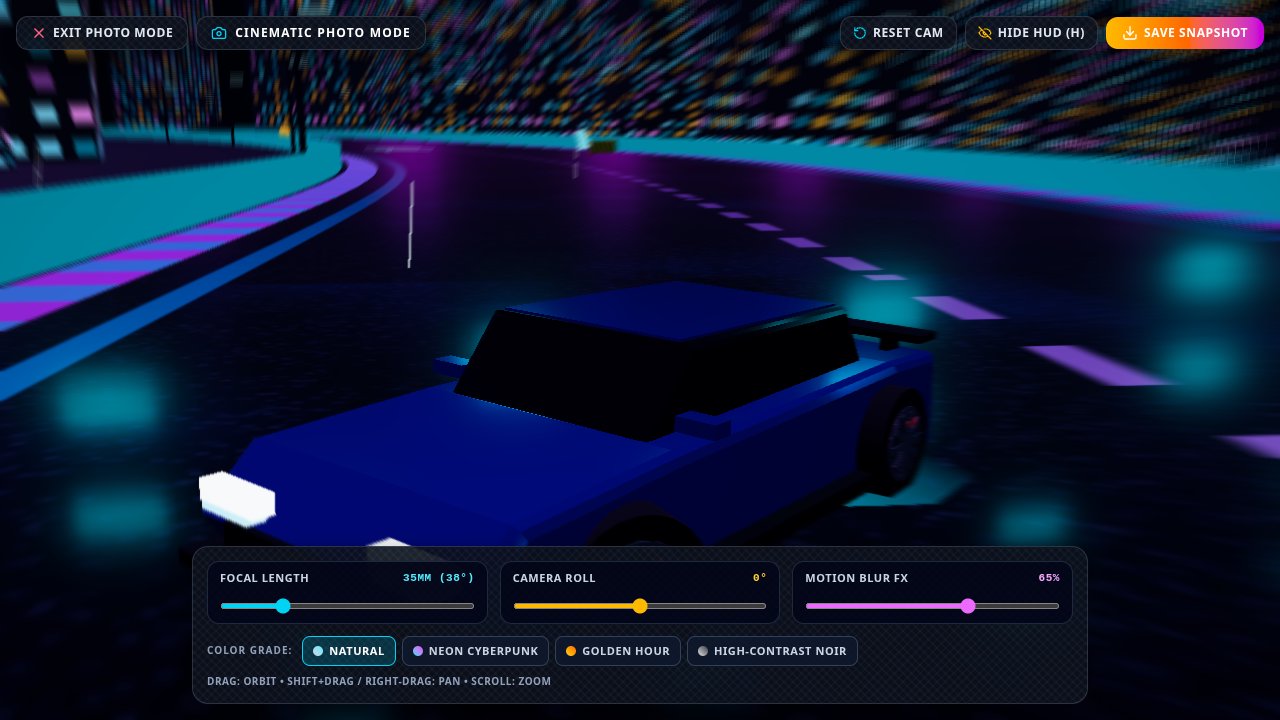 EXIT PHOTO MODE
CINEMATIC PHOTO MODE
RESET CAM
HIDE HUD (H)
SAVE SNAPSHOT
FOCAL LENGTH 35MM (38°)
CAMERA ROLL 0°
MOTION BLUR FX 65%
COLOR GRADE: NATURAL NEON CYBERPUNK GOLDEN HOUR HIGH-CONTRAST NOIR
DRAG: ORBIT • SHIFT+DRAG / RIGHT-DRAG: PAN • SCROLL: ZOOM